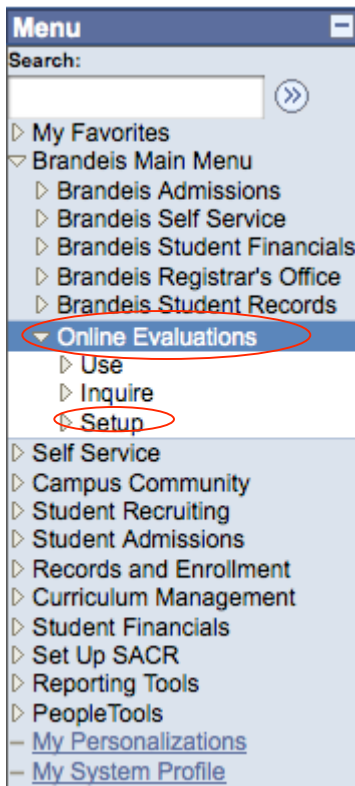 Menu
Search:
My Favorites
Brandeis Main Menu
Brandeis Admissions
Brandeis Self Service
Brandeis Student Financials
Brandeis Registrar's Office
Brandeis Student Records
Online Evaluations
Use
Inquire
Setup
Self Service
Campus Community
Student Recruiting
Student Admissions
Records and Enrollment
Curriculum Management
Student Financials
Set Up SACR
Reporting Tools
PeopleTools
My Personalizations
My System Profile